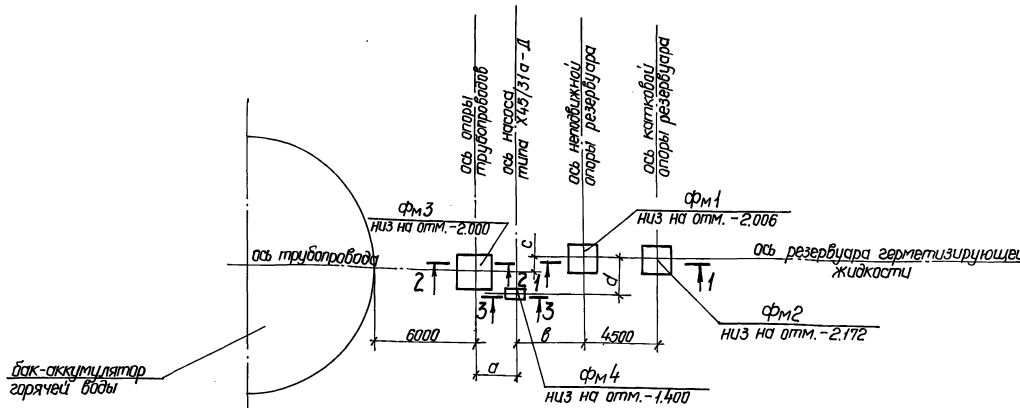 ось опоры
трубопроводов
ось насоса
типа Х45/31а-Д
ось неподвижной
опоры резервуара
ось катковой
опоры резервуара
Фм3
низ на отм.-2.000
Фм1
низ на отм.-2.006
ось трубопровода
ось резервуара герметизирующей
жидкости
2
2
1
1
c
d
3
3
Фм2
низ на отм.-2.172
6000
в
4500
а
бак-аккумулятор
горячей воды
Фм4
низ на отм.-1.400